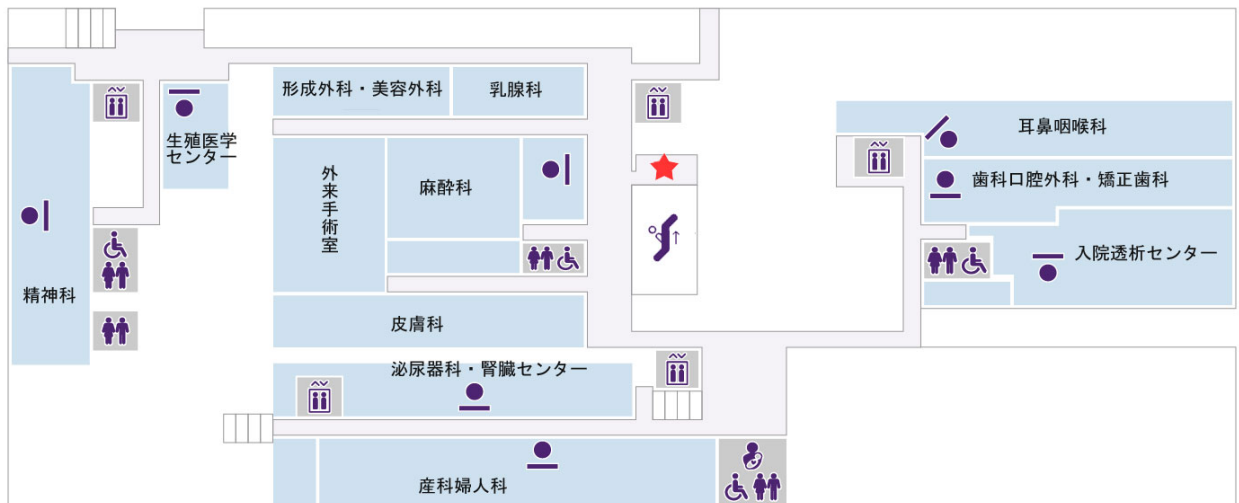 形成外科・美容外科
乳腺科
生殖医学
センター
外来手術室
麻酔科
耳鼻咽喉科
歯科口腔外科・矯正歯科
入院透析センター
精神科
皮膚科
泌尿器科・腎臓センター
産科婦人科